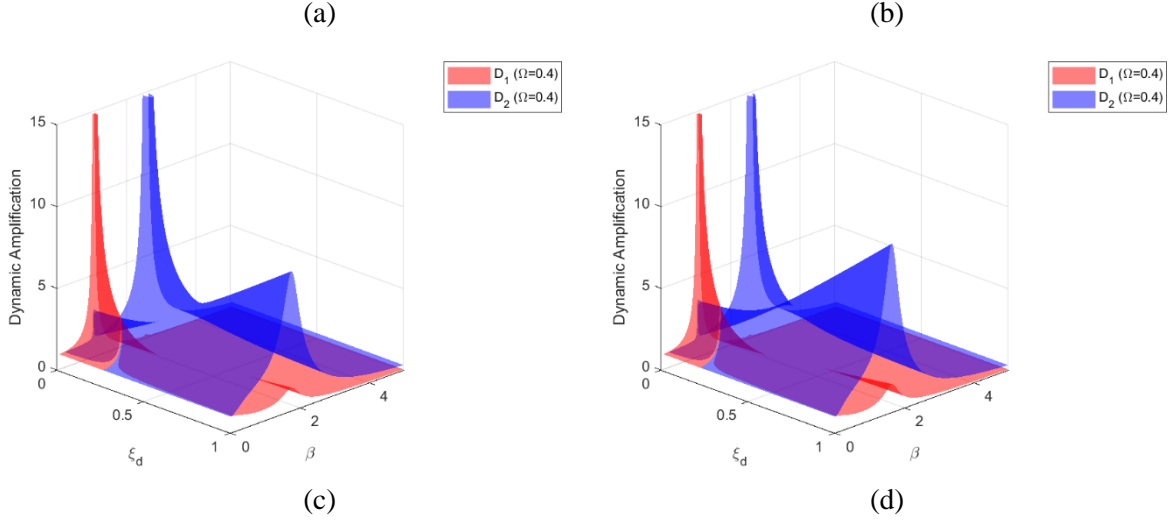 (a)
(b)
D1 (Ω=0.4)
D2 (Ω=0.4)
15
10
5
0
Dynamic Amplification
0
0.5
1
ξd
0
2
4
β
D1 (Ω=0.4)
D2 (Ω=0.4)
15
10
5
0
Dynamic Amplification
0
0.5
1
ξd
0
2
4
β
(c)
(d)